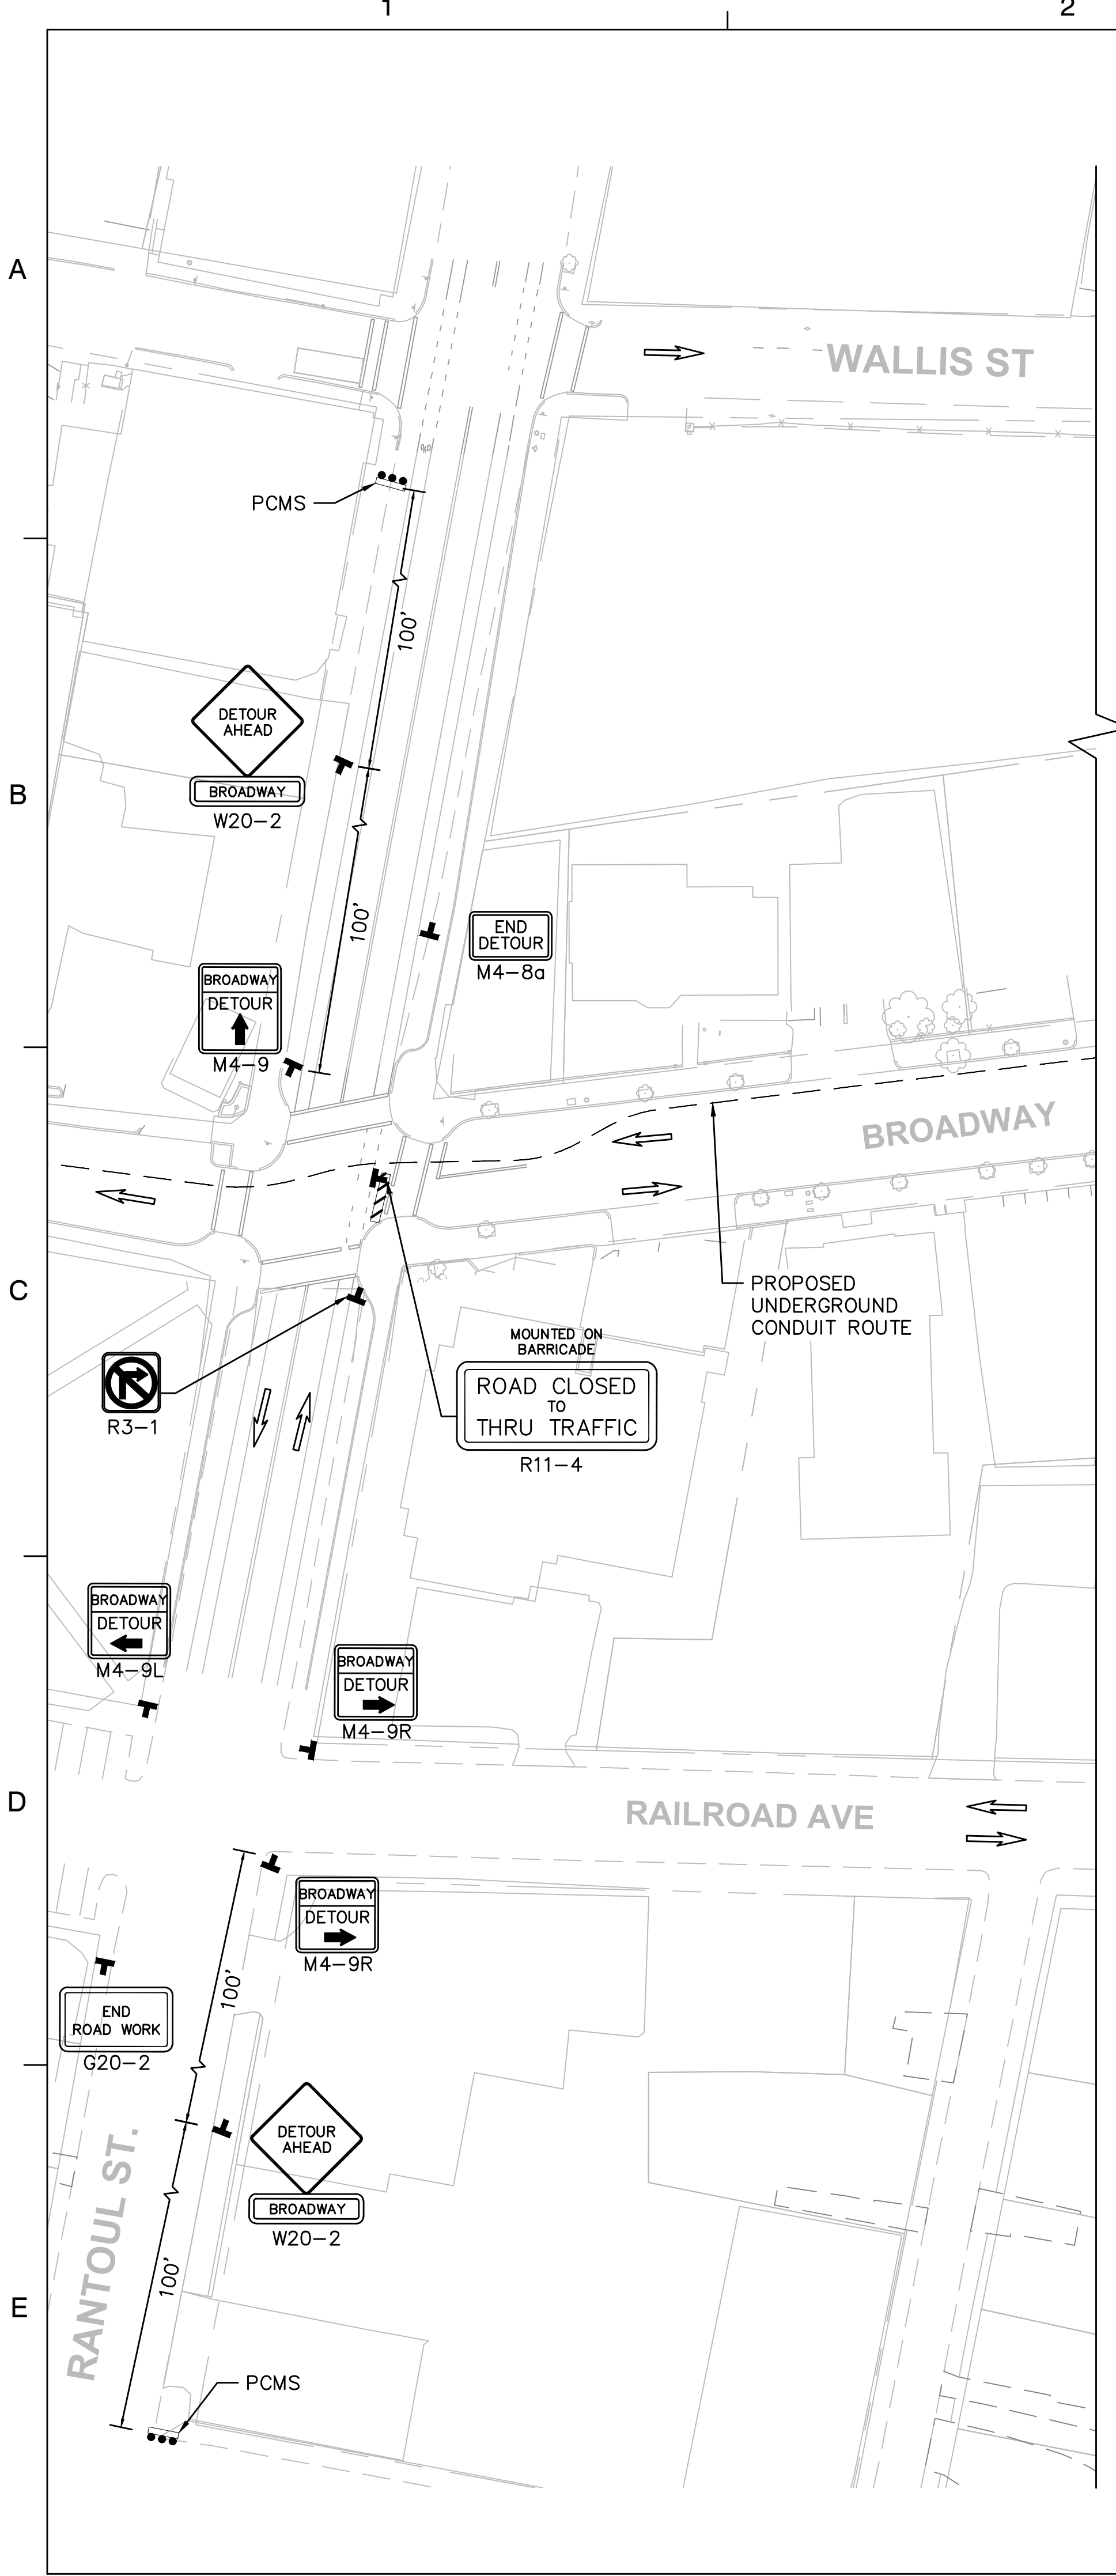 1
2
A
WALLIS ST
PCMS
100'
DETOUR
AHEAD
BROADWAY
W20-2
B
100'
END
DETOUR
M4-8a
BROADWAY
DETOUR
M4-9
BROADWAY
C
PROPOSED
UNDERGROUND
CONDUIT ROUTE
MOUNTED ON
BARRICADE
ROAD CLOSED
TO
THRU TRAFFIC
R11-4
R3-1
BROADWAY
DETOUR
M4-9L
BROADWAY
DETOUR
M4-9R
D
RAILROAD AVE
BROADWAY
DETOUR
M4-9R
100'
END
ROAD WORK
G20-2
DETOUR
AHEAD
BROADWAY
W20-2
RANTOUL ST.
100'
E
PCMS